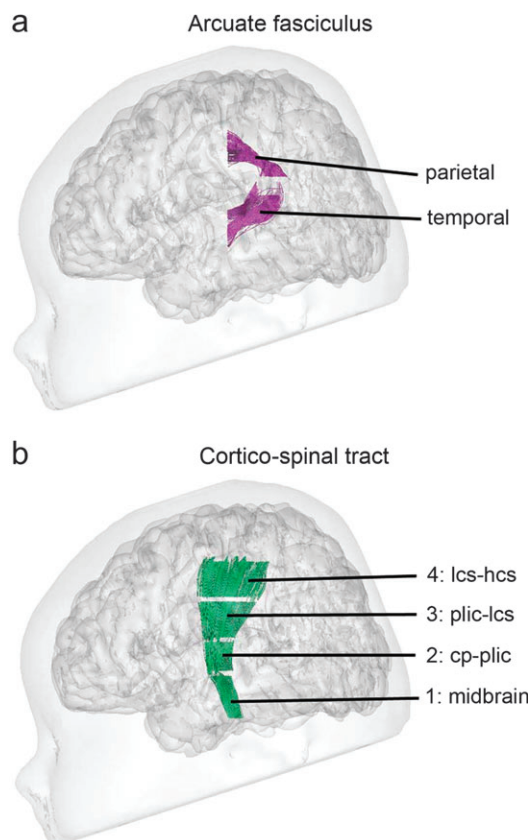 a
Arcuate fasciculus
parietal
temporal
b
Cortico-spinal tract
4: lcs-hcs
3: plic-lcs
2: cp-plic
1: midbrain